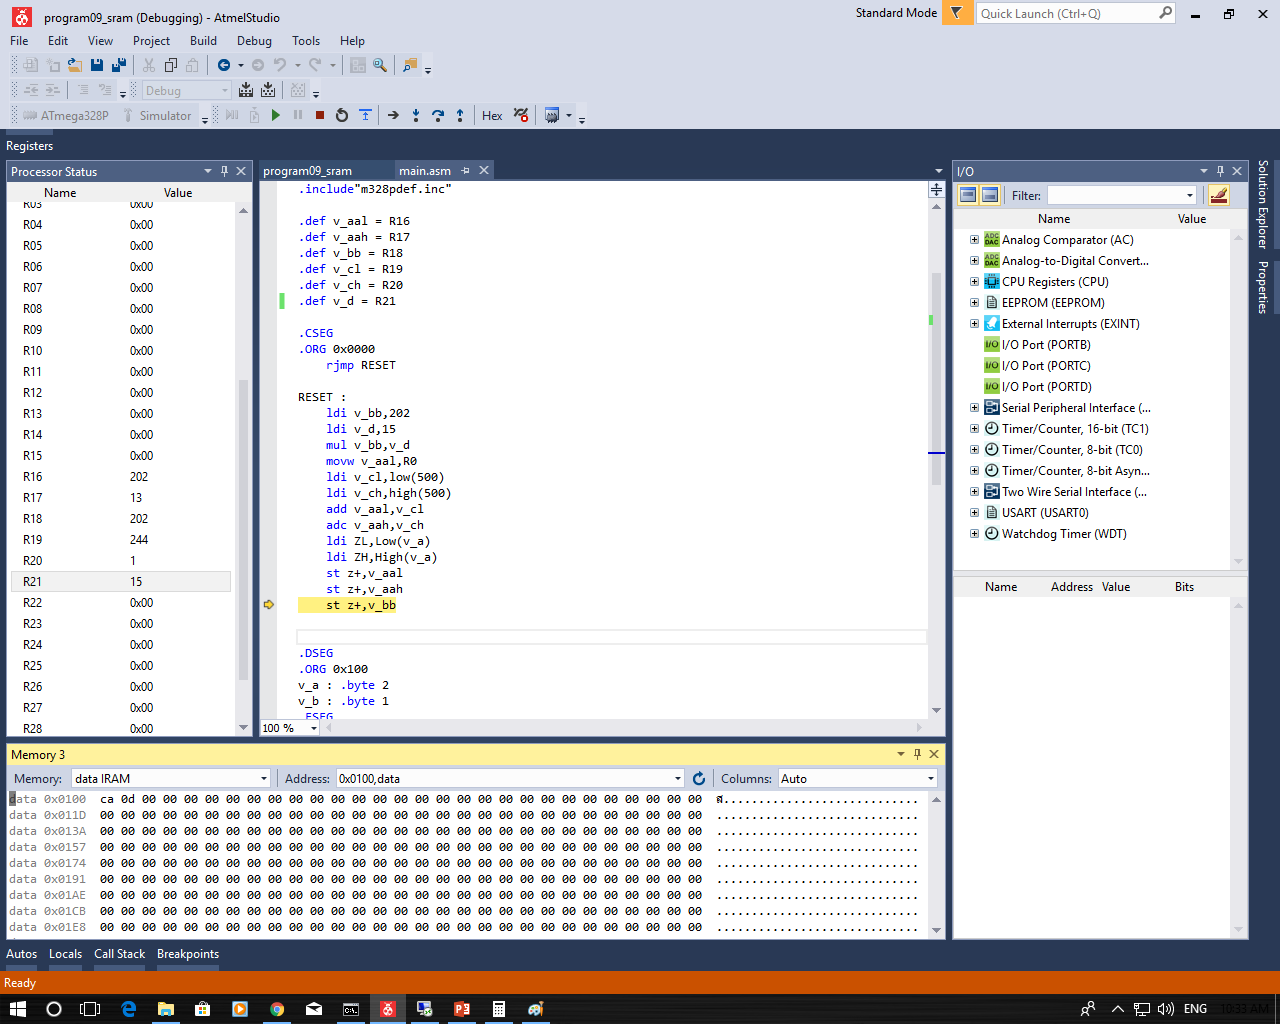 program09_sram (Debugging) - AtmelStudio
Standard Mode
Quick Launch (Ctrl+Q)
File Edit View Project Build Debug Tools Help
Debug
ATmega328P Simulator Hex
Registers
Processor Status
Name Value
R03 0x00
R04 0x00
R05 0x00
R06 0x00
R07 0x00
R08 0x00
R09 0x00
R10 0x00
R11 0x00
R12 0x00
R13 0x00
R14 0x00
R15 0x00
R16 202
R17 13
R18 202
R19 244
R20 1
R21 15
R22 0x00
R23 0x00
R24 0x00
R25 0x00
R26 0x00
R27 0x00
R28 0x00
program09_sram main.asm
.include"m328pdef.inc"
.def v_aal = R16
.def v_aah = R17
.def v_bb = R18
.def v_cl = R19
.def v_ch = R20
.def v_d = R21
.CSEG
.ORG 0x0000
rjmp RESET
RESET :
ldi v_bb,202
ldi v_d,15
mul v_bb,v_d
movw v_aal,R0
ldi v_cl,low(500)
ldi v_ch,high(500)
add v_aal,v_cl
adc v_aah,v_ch
ldi ZL,Low(v_a)
ldi ZH,High(v_a)
st z+,v_aal
st z+,v_aah
st z+,v_bb
.DSEG
.ORG 0x100
v_a : .byte 2
v_b : .byte 1
.ESEG
100 %
I/O
Filter:
Name Value
Analog Comparator (AC)
Analog-to-Digital Convert...
CPU Registers (CPU)
EEPROM (EEPROM)
External Interrupts (EXINT)
I/O Port (PORTB)
I/O Port (PORTC)
I/O Port (PORTD)
Serial Peripheral Interface (...
Timer/Counter, 16-bit (TC1)
Timer/Counter, 8-bit (TC0)
Timer/Counter, 8-bit Asyn...
Two Wire Serial Interface (...
USART (USART0)
Watchdog Timer (WDT)
Name Address Value Bits
Solution Explorer
Properties
Memory 3
Memory: data IRAM Address: 0x0100,data Columns: Auto
data 0x0100 ca 0d 00 00 00 00 00 00 00 00 00 00 00 00 00 00 00 00 00 00 00 00 00 00 00 00 00 00 00 ส...........................
data 0x011D 00 00 00 00 00 00 00 00 00 00 00 00 00 00 00 00 00 00 00 00 00 00 00 00 00 00 00 00 00 .............................
data 0x013A 00 00 00 00 00 00 00 00 00 00 00 00 00 00 00 00 00 00 00 00 00 00 00 00 00 00 00 00 00 .............................
data 0x0157 00 00 00 00 00 00 00 00 00 00 00 00 00 00 00 00 00 00 00 00 00 00 00 00 00 00 00 00 00 .............................
data 0x0174 00 00 00 00 00 00 00 00 00 00 00 00 00 00 00 00 00 00 00 00 00 00 00 00 00 00 00 00 00 .............................
data 0x0191 00 00 00 00 00 00 00 00 00 00 00 00 00 00 00 00 00 00 00 00 00 00 00 00 00 00 00 00 00 .............................
data 0x01AE 00 00 00 00 00 00 00 00 00 00 00 00 00 00 00 00 00 00 00 00 00 00 00 00 00 00 00 00 00 .............................
data 0x01CB 00 00 00 00 00 00 00 00 00 00 00 00 00 00 00 00 00 00 00 00 00 00 00 00 00 00 00 00 00 .............................
data 0x01E8 00 00 00 00 00 00 00 00 00 00 00 00 00 00 00 00 00 00 00 00 00 00 00 00 00 00 00 00 00 .............................
Autos Locals Call Stack Breakpoints
Ready
ENG 10:33 AM